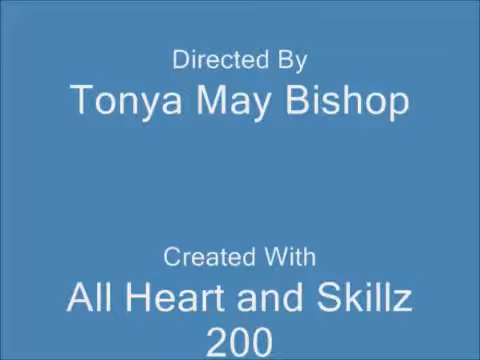 Directed By
Tonya May Bishop
Created With
All Heart and Skillz
200